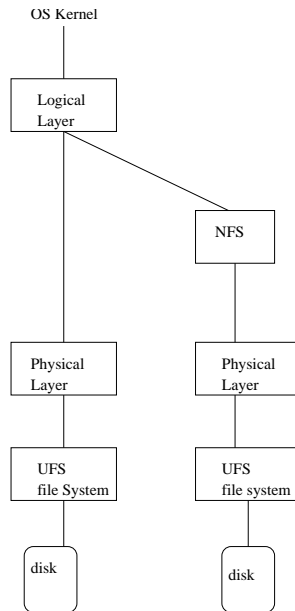 OS Kernel
Logical
Layer
NFS
Physical
Layer
Physical
Layer
UFS
file System
UFS
file system
disk
disk